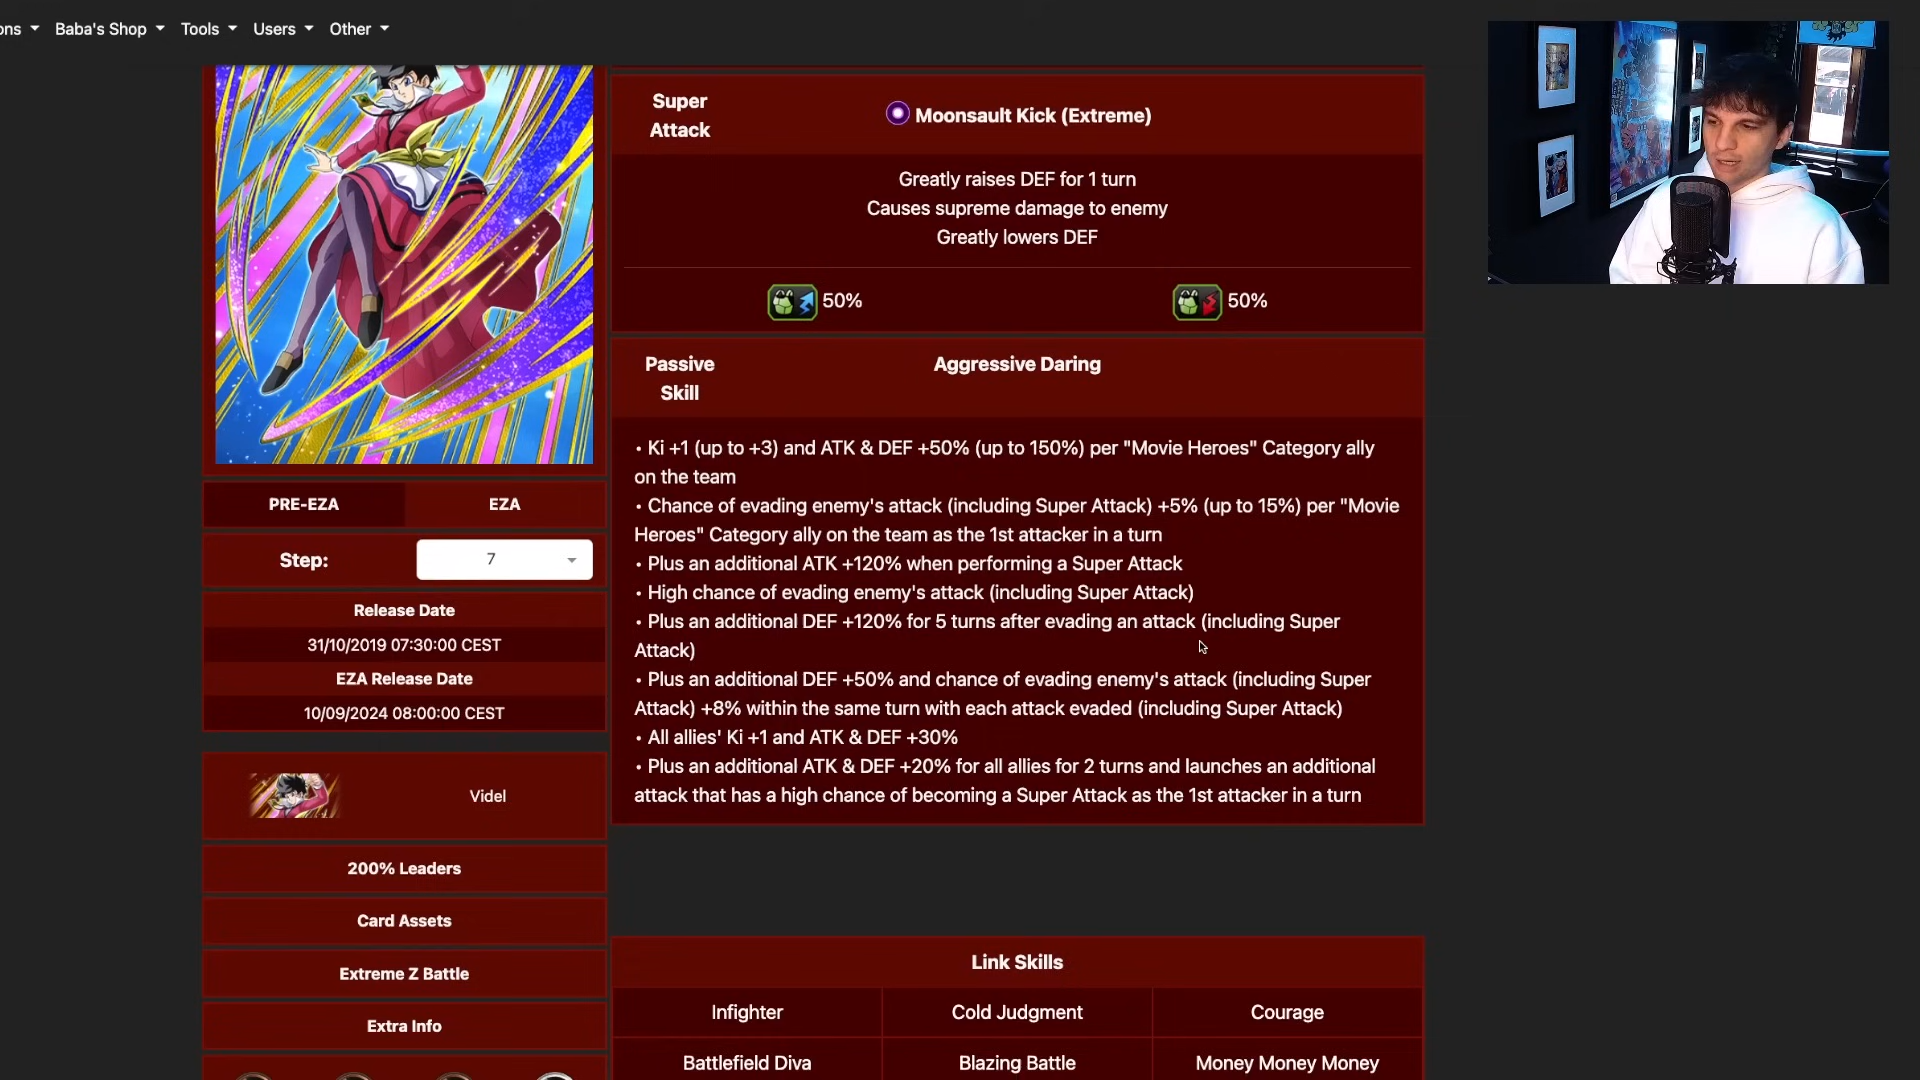 ons Baba's Shop Tools Users Other
Super
Attack
Moonsault Kick (Extreme)
Greatly raises DEF for 1 turn
Causes supreme damage to enemy
Greatly lowers DEF
50% 50%
Passive
Skill
Aggressive Daring
• Ki +1 (up to +3) and ATK & DEF +50% (up to 150%) per "Movie Heroes" Category ally
on the team
• Chance of evading enemy's attack (including Super Attack) +5% (up to 15%) per "Movie
Heroes" Category ally on the team as the 1st attacker in a turn
• Plus an additional ATK +120% when performing a Super Attack
• High chance of evading enemy's attack (including Super Attack)
• Plus an additional DEF +120% for 5 turns after evading an attack (including Super
Attack)
• Plus an additional DEF +50% and chance of evading enemy's attack (including Super
Attack) +8% within the same turn with each attack evaded (including Super Attack)
• All allies' Ki +1 and ATK & DEF +30%
• Plus an additional ATK & DEF +20% for all allies for 2 turns and launches an additional
attack that has a high chance of becoming a Super Attack as the 1st attacker in a turn
PRE-EZA EZA
Step: 7
Release Date
31/10/2019 07:30:00 CEST
EZA Release Date
10/09/2024 08:00:00 CEST
Videl
200% Leaders
Card Assets
Extreme Z Battle
Extra Info
Link Skills
Infighter Cold Judgment Courage
Battlefield Diva Blazing Battle Money Money Money